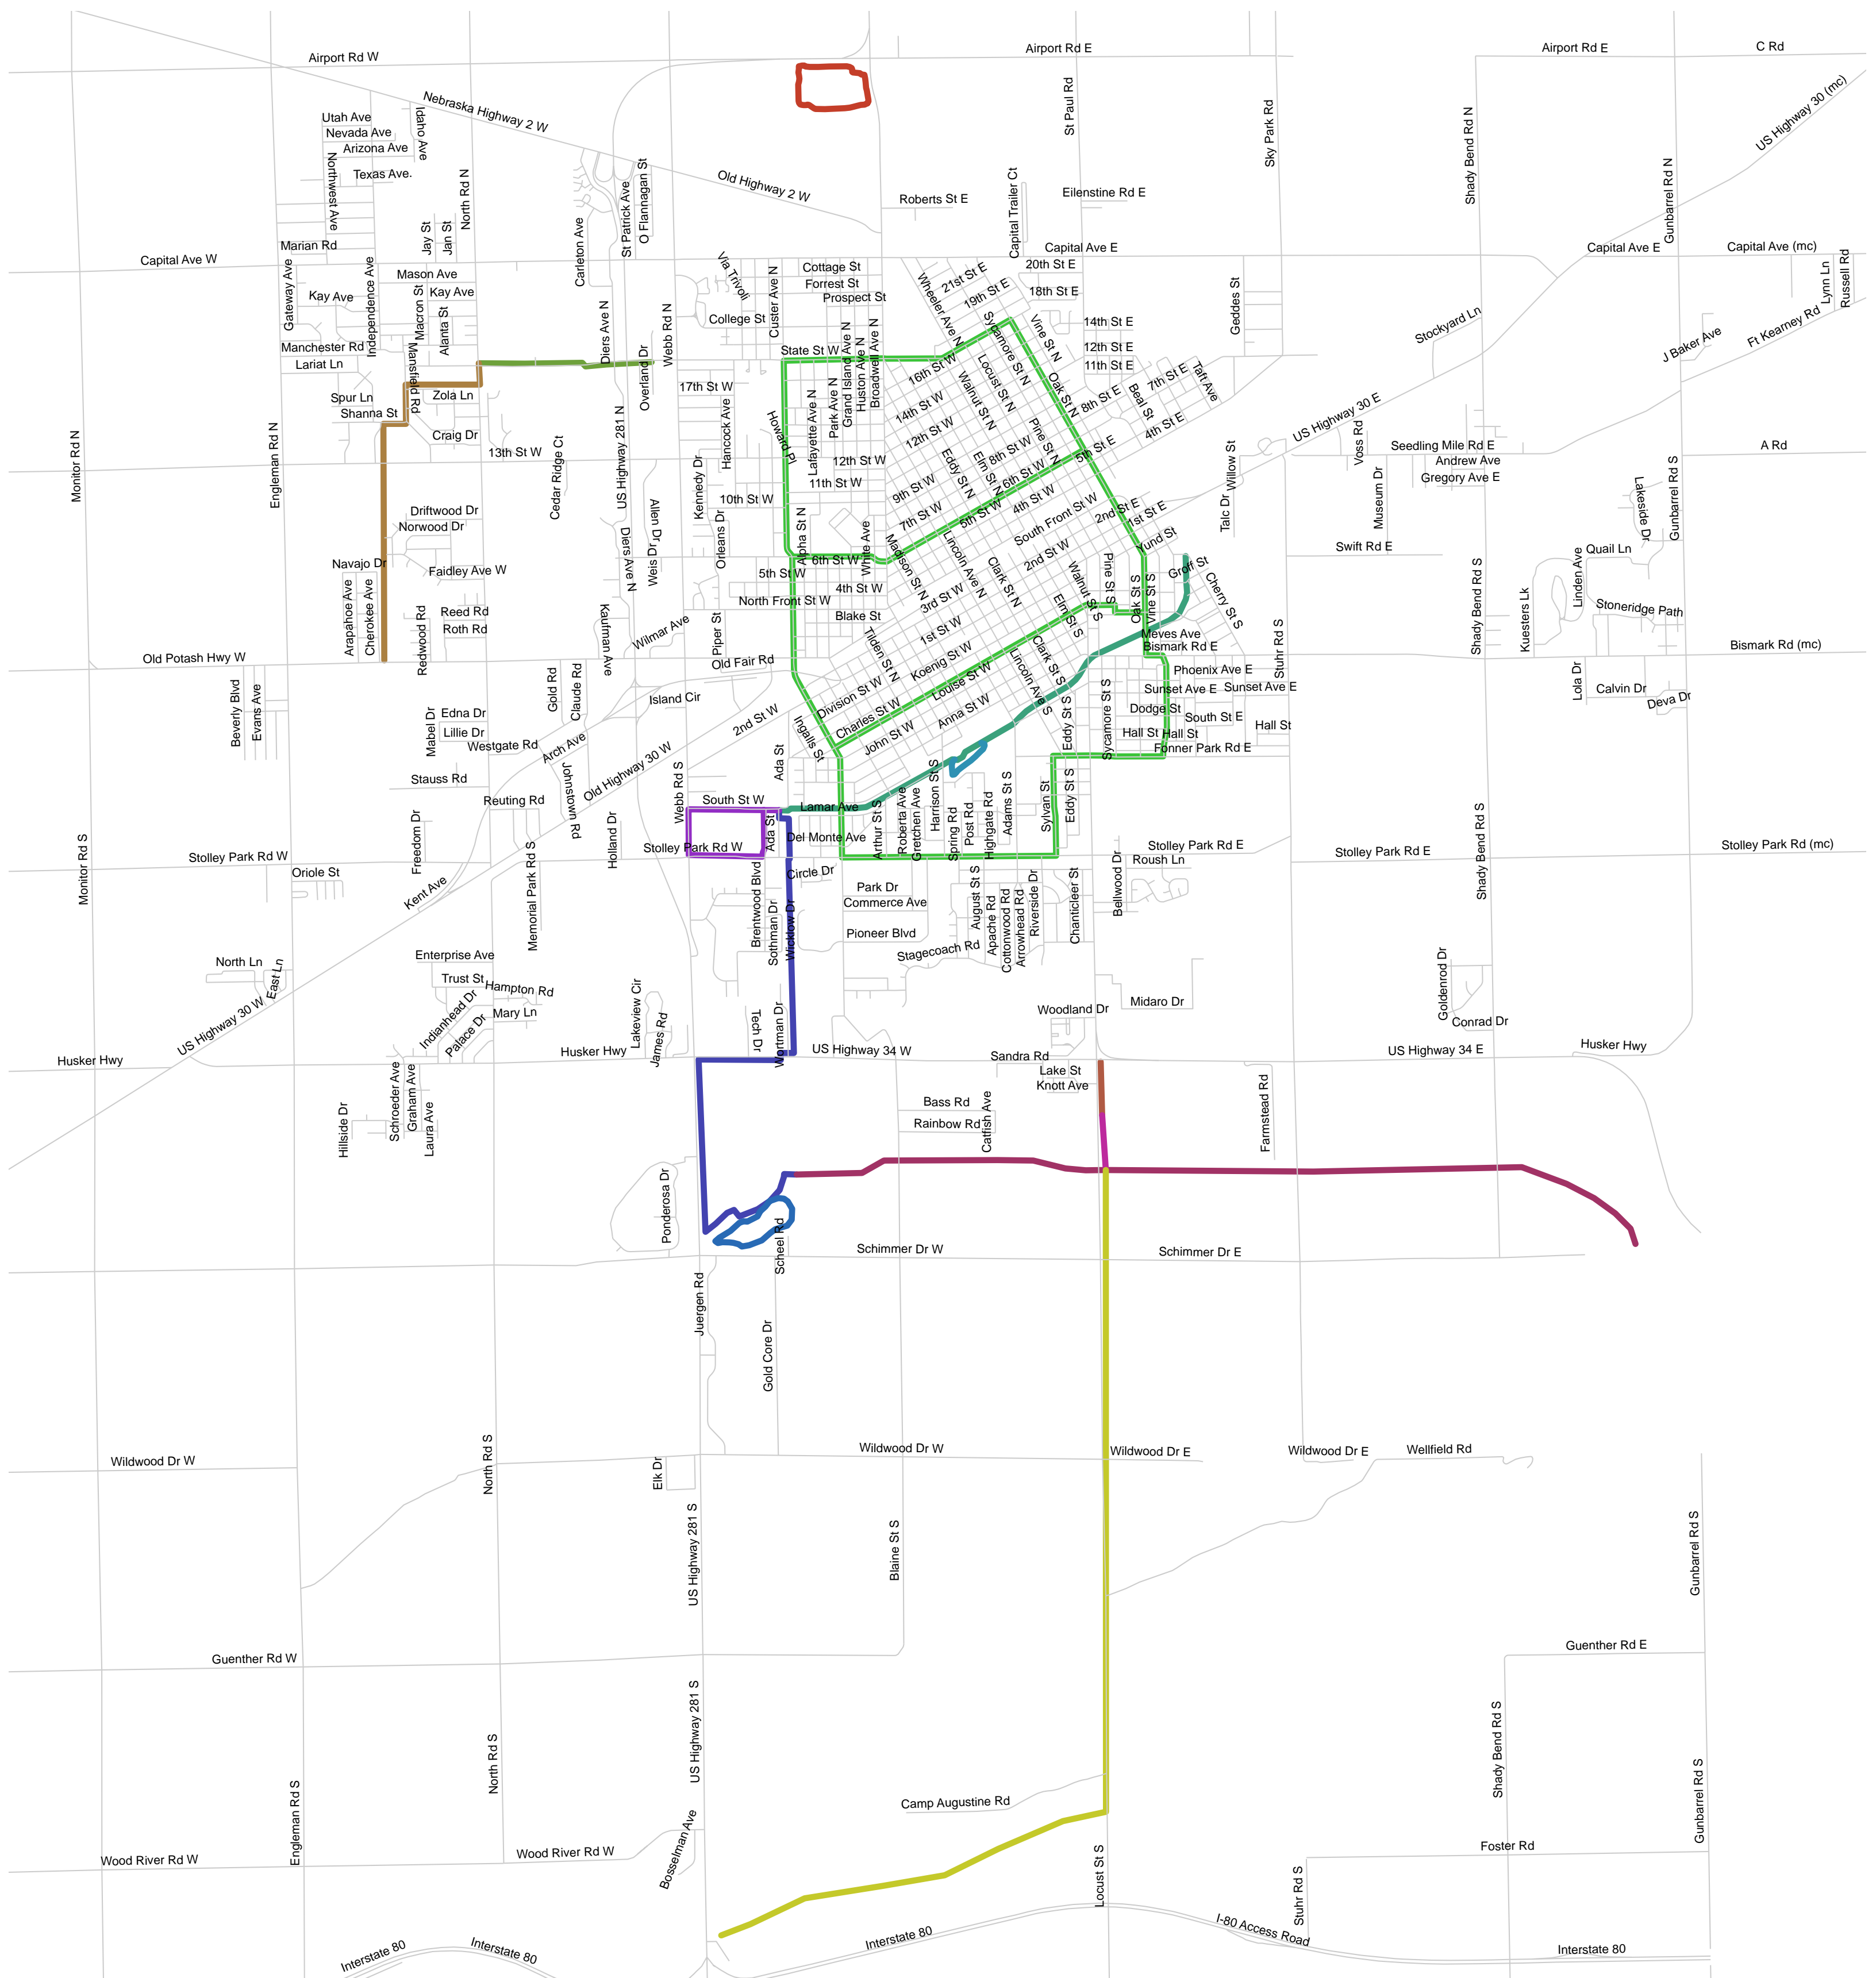 Airport Rd W
Airport Rd E
Airport Rd E
C Rd
Nebraska Highway 2 W
US Highway 30 (mc)
Utah Ave
Idaho Ave
Nevada Ave
Arizona Ave
Texas Ave.
Northwest Ave
North Rd N
St Paul Rd
Sky Park Rd
Shady Bend Rd N
Gunbarrel Rd N
Old Highway 2 W
St Patrick Ave
O Flannagan St
Roberts St E
Capital Trailer Ct
Eilenstine Rd E
Marian Rd
Jay St
Jan St
Carleton Ave
Capital Ave W
Capital Ave E
Capital Ave E
Capital Ave (mc)
Gateway Ave
Independence Ave
Mason Ave
Kay Ave
Kay Ave
Macron St
Alanta St
Via Trivoli
Custer Ave N
Cottage St
Forrest St
Prospect St
College St
Wheeler Ave N
21st St E
20th St E
19th St E
18th St E
Geddes St
Lynn Ln
Russell Rd
Manchester Rd
Lariat Ln
Mansfield Rd
Diers Ave N
Webb Rd N
Overland Dr
State St W
Grand Island Ave N
Huston Ave N
Broadwell Ave N
Park Ave N
Lafayette Ave N
Sycamore St N
Vine St N
14th St E
12th St E
11th St E
Stockyard Ln
J Baker Ave
Ft Kearney Rd
Spur Ln
Shanna St
Zola Ln
Craig Dr
13th St W
17th St W
Hancock Ave
Howard Pl
16th St W
14th St W
12th St W
Locust St N
Walnut St N
Oak St N
8th St E
7th St E
Taft Ave
Beal St
4th St E
5th St E
US Highway 30 E
Monitor Rd N
Engleman Rd N
Cedar Ridge Ct
US Highway 281 N
Kennedy Dr
12th St W
11th St W
10th St W
9th St W
8th St W
7th St W
6th St W
5th St W
4th St W
Eddy St N
Elm St N
Pine St N
Willow St
Talc Dr
Voss Rd
Museum Dr
Seedling Mile Rd E
Andrew Ave
Gregory Ave E
A Rd
Driftwood Dr
Norwood Dr
Allen Dr
Orleans Dr
Alpha St N
White Ave
Madison St N
Lincoln Ave N
Clark St N
South Front St W
2nd St E
1st St E
2nd St W
Yund St
Swift Rd E
Lakeside Dr
Gunbarrel Rd S
Quail Ln
Linden Ave
Navajo Dr
Faidley Ave W
Diers Ave N
Weis Dr
6th St W
5th St W
4th St W
North Front St W
Blake St
3rd St W
1st St W
Walnut St S
Pine St S
Oak St S
Vine St S
Groff St
Cherry St S
Stoneridge Path
Kuesters Lk
Shady Bend Rd S
Arapahoe Ave
Cherokee Ave
Redwood Rd
Reed Rd
Roth Rd
Kaufman Ave
Wilmar Ave
Piper St
Tilden St N
Elm St S
Clark St S
Meves Ave
Bismark Rd E
Stuhr Rd S
Bismark Rd (mc)
Old Potash Hwy W
Old Fair Rd
Koenig St W
Louise St W
Lincoln Ave S
Phoenix Ave E
Sunset Ave E
Sunset Ave E
Lola Dr
Calvin Dr
Deva Dr
Beverly Blvd
Evans Ave
Gold Rd
Claude Rd
Island Cir
2nd St W
Division St W
Charles St W
John St W
Anna St W
Ingalls St
Eddy St S
Sycamore St S
Dodge St
South St E
Hall St
Hall St
Hall St
Fonner Park Rd E
Mabel Dr
Edna Dr
Lillie Dr
Westgate Rd
Arch Ave
Stauss Rd
Johnstown Rd
Old Highway 30 W
Ada St
Reuting Rd
Webb Rd S
South St W
Lamar Ave
Ada St
Del Monte Ave
Arthur St S
Roberta Ave
Gretchen Ave
Harrison St S
Spring Rd
Post Rd
Highgate Rd
Adams St S
Sylvan St
Eddy St S
Freedom Dr
Holland Dr
Stolley Park Rd W
Stolley Park Rd W
Stolley Park Rd E
Stolley Park Rd E
Stolley Park Rd (mc)
Monitor Rd S
Shady Bend Rd S
Oriole St
Kent Ave
Memorial Park Rd S
Brentwood Blvd
Sothman Dr
Wicklow Dr
Circle Dr
Park Dr
Commerce Ave
Pioneer Blvd
August St S
Apache Rd
Cottonwood Rd
Arrowhead Rd
Riverside Dr
Chanticleer St
Bellwood Dr
Roush Ln
Stagecoach Rd
North Ln
East Ln
Enterprise Ave
Trust St
Hampton Rd
Indianhead Dr
Palace Dr
Mary Ln
US Highway 30 W
Lakeview Cir
James Rd
Tech Dr
Wortman Dr
Woodland Dr
Midaro Dr
Goldenrod Dr
Conrad Dr
Husker Hwy
Husker Hwy
US Highway 34 W
Sandra Rd
Lake St
Knott Ave
US Highway 34 E
Husker Hwy
Hillside Dr
Schroeder Ave
Graham Ave
Laura Ave
Bass Rd
Rainbow Rd
Catfish Ave
Farmstead Rd
Ponderosa Dr
Scheel Rd
Schimmer Dr W
Schimmer Dr E
Juergen Rd
Gold Core Dr
Wildwood Dr W
North Rd S
Elk Dr
Wildwood Dr W
Wildwood Dr E
Wildwood Dr E
Wellfield Rd
US Highway 281 S
Blaine St S
Gunbarrel Rd S
Guenther Rd W
Guenther Rd E
North Rd S
US Highway 281 S
Shady Bend Rd S
Gunbarrel Rd S
Engleman Rd S
Camp Augustine Rd
Bosselman Ave
Wood River Rd W
Wood River Rd W
Foster Rd
Locust St S
Stuhr Rd S
I-80 Access Road
Interstate 80
Interstate 80
Interstate 80
Interstate 80